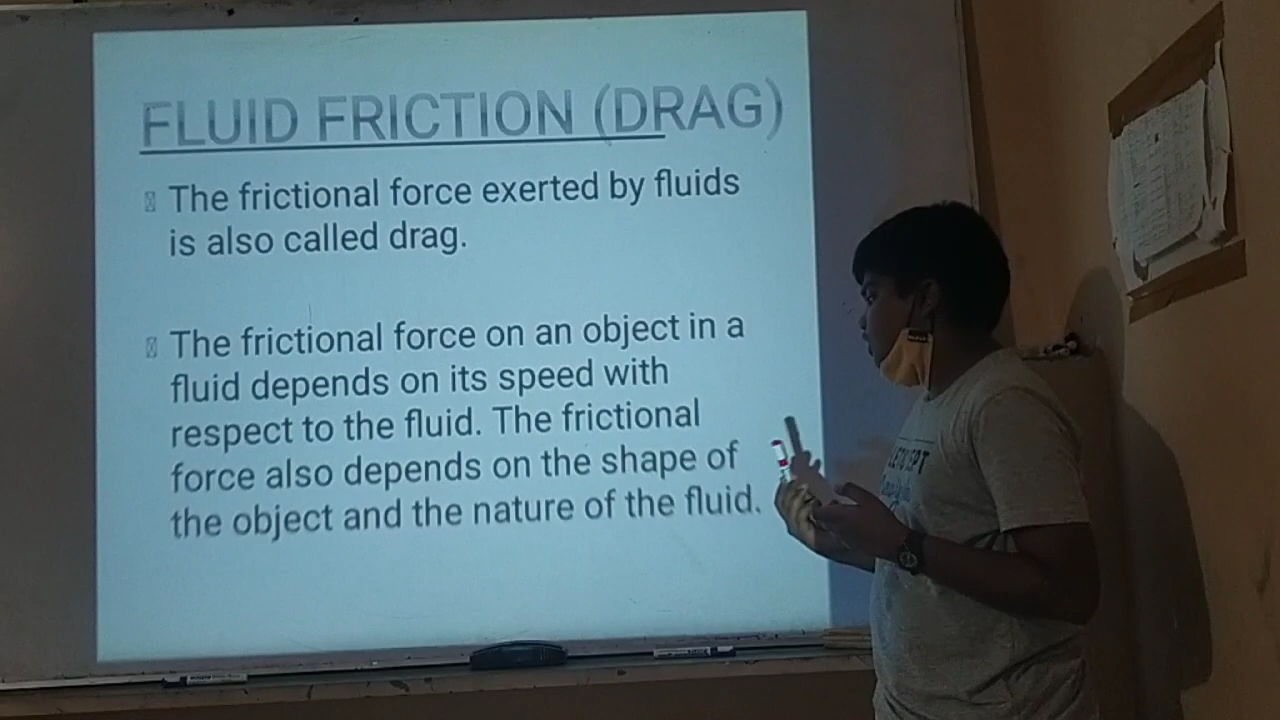 FLUID FRICTION (DRAG)
The frictional force exerted by fluids
is also called drag.
The frictional force on an object in a
fluid depends on its speed with
respect to the fluid. The frictional
force also depends on the shape of
the object and the nature of the fluid.